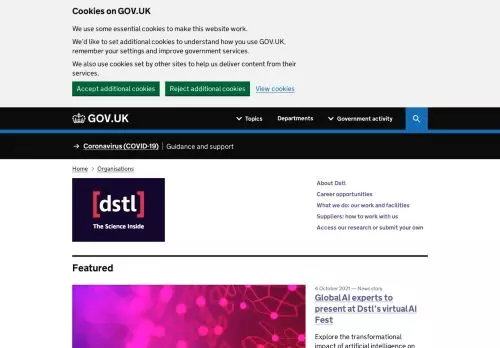 Cookies on GOV.UK
We use some essential cookies to make this website work.
We'd like to set additional cookies to understand how you use GOV.UK,
remember your settings and improve government services.
We also use cookies set by other sites to help us deliver content from their
services.
Accept additional cookies Reject additional cookies View cookies
GOV.UK Topics Departments Government activity
→ Coronavirus (COVID-19) Guidance and support
Home > Organisations
[dstl]
The Science Inside
About Dstl
Career opportunities
What we do: our work and facilities
Suppliers: how to work with us
Access our research or submit your own
Featured
4 October 2021 — News story
Global AI experts to
present at Dstl's virtual AI
Fest
Explore the transformational
impact of artificial intelligence on